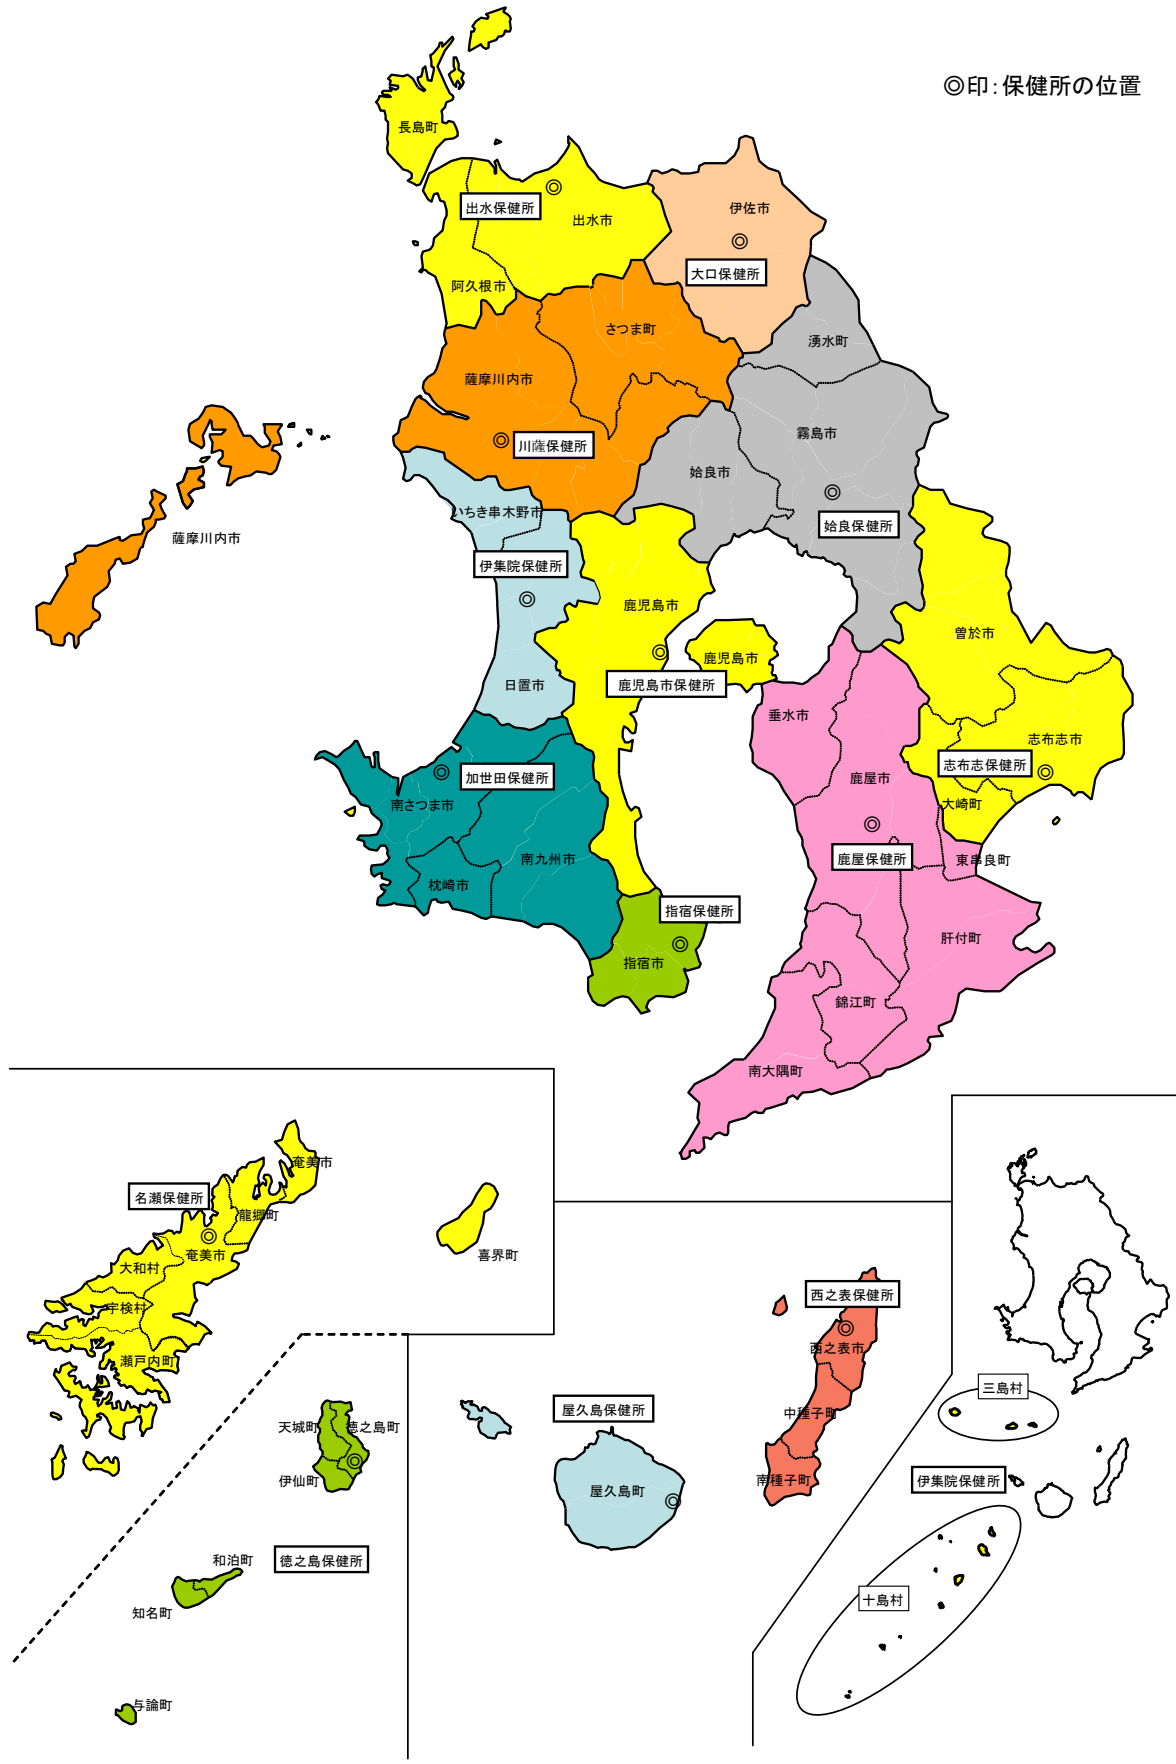 ◎印：保健所の位置
長島町
出水保健所
出水市
伊佐市
大口保健所
阿久根市
さつま町
湧水町
薩摩川内市
川薩保健所
霧島市
姶良市
いちき串木野市
姶良保健所
薩摩川内市
伊集院保健所
鹿児島市
曽於市
鹿児島市
日置市
鹿児島市保健所
垂水市
志布志市
加世田保健所
志布志保健所
鹿屋市
南さつま市
大崎町
南九州市
鹿屋保健所
東串良町
枕崎市
指宿保健所
肝付町
指宿市
錦江町
南大隅町
奄美市
名瀬保健所
龍郷町
奄美市
喜界町
大和村
宇検村
瀬戸内町
西之表保健所
西之表市
三島村
屋久島保健所
中種子町
天城町
徳之島町
伊仙町
南種子町
伊集院保健所
屋久島町
和泊町
徳之島保健所
知名町
十島村
与論町